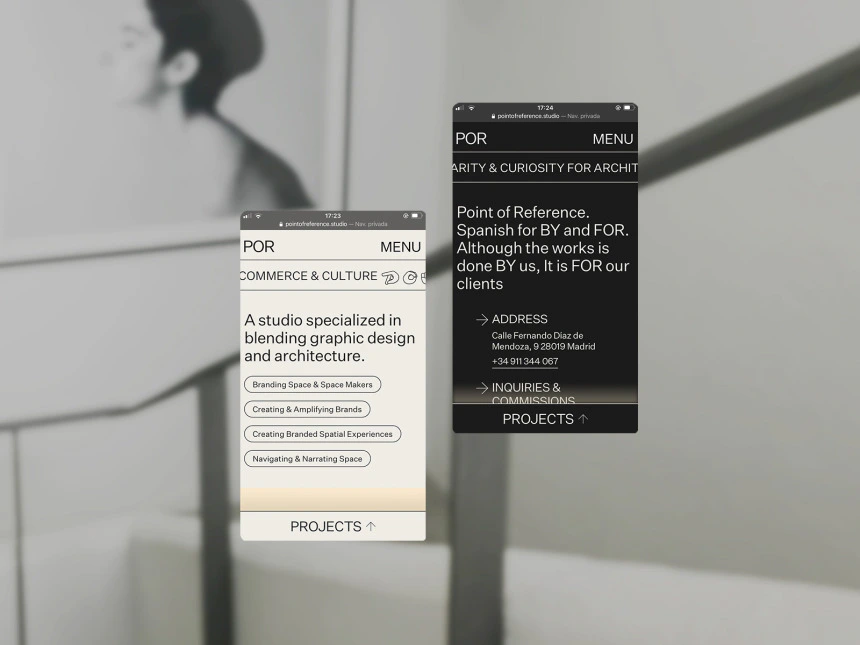 17:23
pointofreference.studio — Nav. privada
POR
MENU
COMMERCE & CULTURE
A studio specialized in
blending graphic design
and architecture.
Branding Space & Space Makers
Creating & Amplifying Brands
Creating Branded Spatial Experiences
Navigating & Narrating Space
PROJECTS ↑
17:24
pointofreference.studio — Nav. privada
POR
MENU
ARITY & CURIOSITY FOR ARCHIT
Point of Reference.
Spanish for BY and FOR.
Although the works is
done BY us, It is FOR our
clients
→ ADDRESS
Calle Fernando Díaz de
Mendoza, 9 28019 Madrid
+34 911 344 067
→ INQUIRIES &
COMMISSIONS
PROJECTS ↑